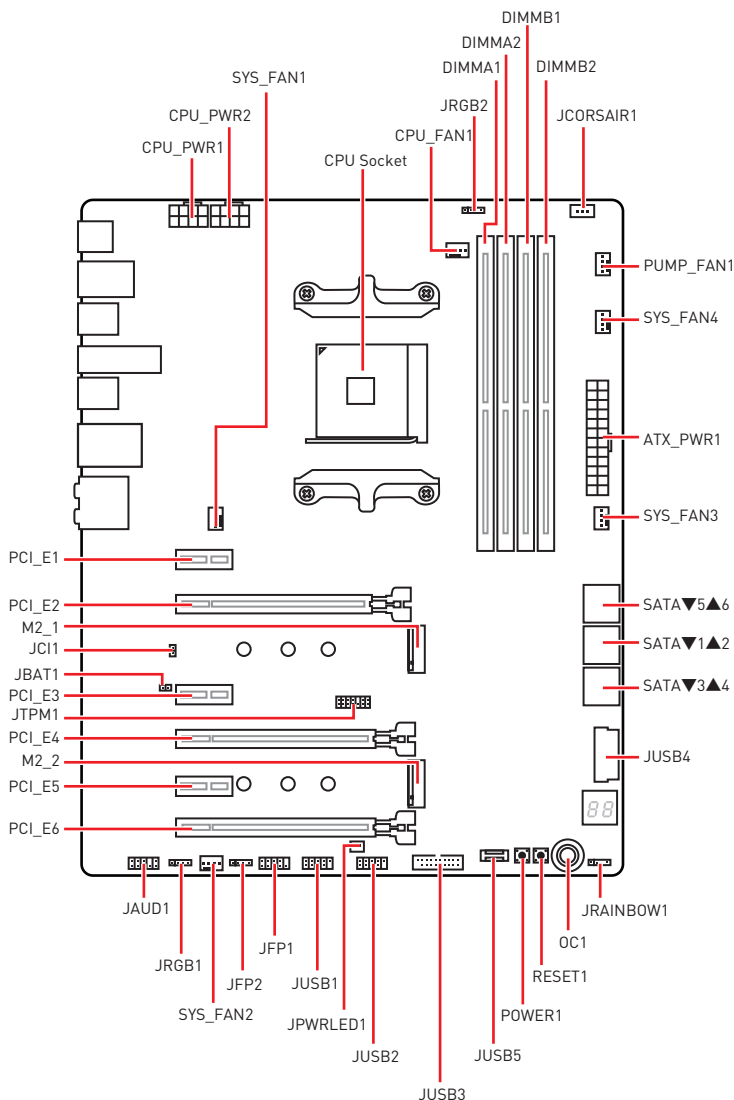 DIMMB1
DIMMA2
DIMMA1
DIMMB2
SYS_FAN1
JRGB2
JCORSAIR1
CPU_PWR2
CPU_FAN1
CPU_PWR1
CPU Socket
PUMP_FAN1
SYS_FAN4
ATX_PWR1
SYS_FAN3
PCI_E1
PCI_E2
SATA▼5▲6
M2_1
JCI1
SATA▼1▲2
JBAT1
PCI_E3
SATA▼3▲4
JTPM1
PCI_E4
M2_2
JUSB4
PCI_E5
88
PCI_E6
JAUD1
JRAINBOW1
JRGB1
JFP1
OC1
JFP2
JUSB1
RESET1
SYS_FAN2
POWER1
JPWRLED1
JUSB2
JUSB5
JUSB3